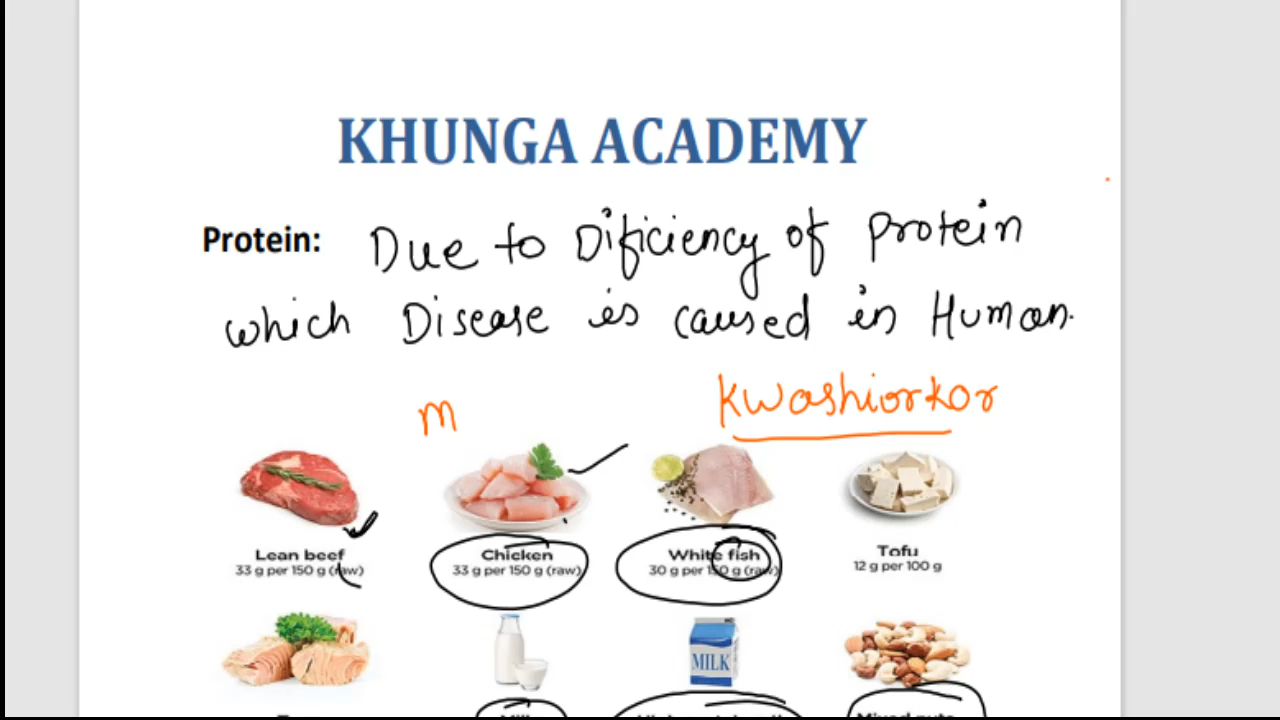 KHUNGA ACADEMY
Protein: Due to Dificiency of protein
which Disease is caused in Human.
m
Kwashiorkor
Lean beef
33 g per 150 g (raw)
Chicken
33 g per 150 g (raw)
White fish
30 g per 150 g (raw)
Tofu
12 g per 100 g
MILK